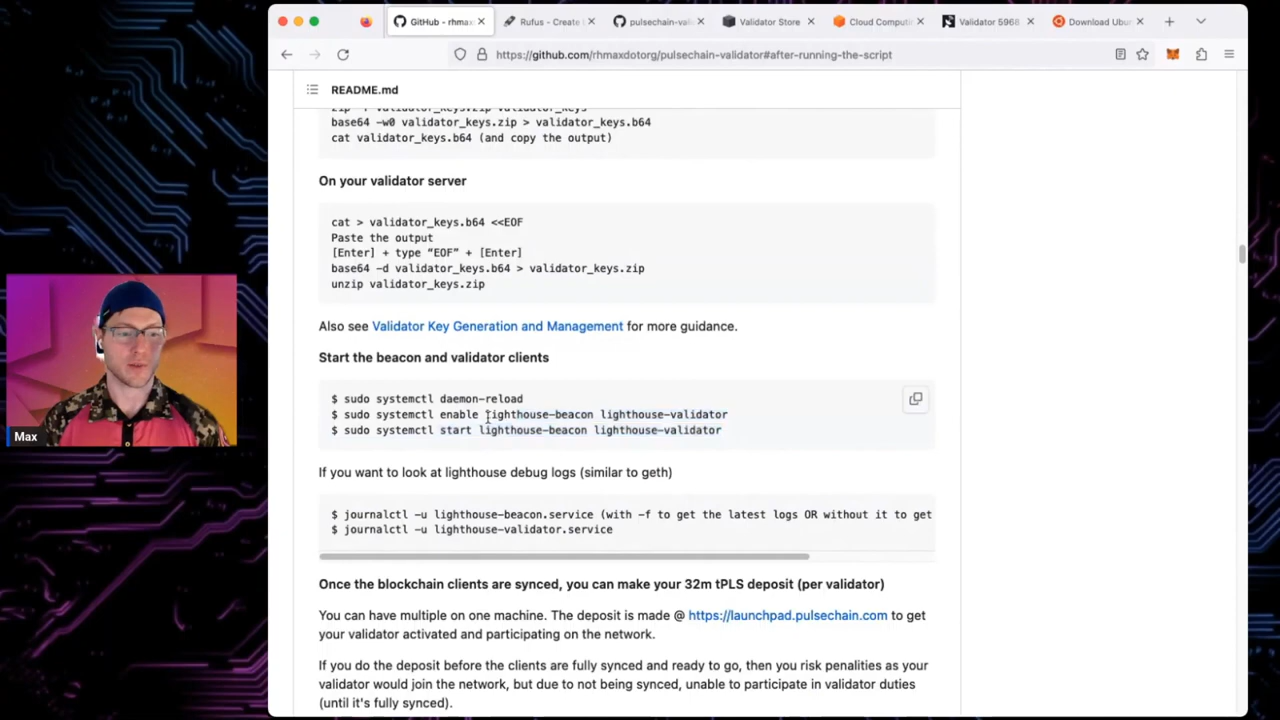 GitHub - rhmax
Rufus - Create
pulsechain-val
Validator Store
Cloud Computi
Validator 5968
Download Ubu
https://github.com/rhmaxdotorg/pulsechain-validator#after-running-the-script
README.md
base64 -w0 validator_keys.zip > validator_keys.b64
cat validator_keys.b64 (and copy the output)
On your validator server
cat > validator_keys.b64 <<EOF
Paste the output
[Enter] + type “EOF” + [Enter]
base64 -d validator_keys.b64 > validator_keys.zip
unzip validator_keys.zip
Also see Validator Key Generation and Management for more guidance.
Start the beacon and validator clients
$ sudo systemctl daemon-reload
$ sudo systemctl enable lighthouse-beacon lighthouse-validator
$ sudo systemctl start lighthouse-beacon lighthouse-validator
If you want to look at lighthouse debug logs (similar to geth)
$ journalctl -u lighthouse-beacon.service (with -f to get the latest logs OR without it to get
$ journalctl -u lighthouse-validator.service
Once the blockchain clients are synced, you can make your 32m tPLS deposit (per validator)
You can have multiple on one machine. The deposit is made @ https://launchpad.pulsechain.com to get
your validator activated and participating on the network.
If you do the deposit before the clients are fully synced and ready to go, then you risk penalities as your
validator would join the network, but due to not being synced, unable to participate in validator duties
(until it's fully synced).
Max